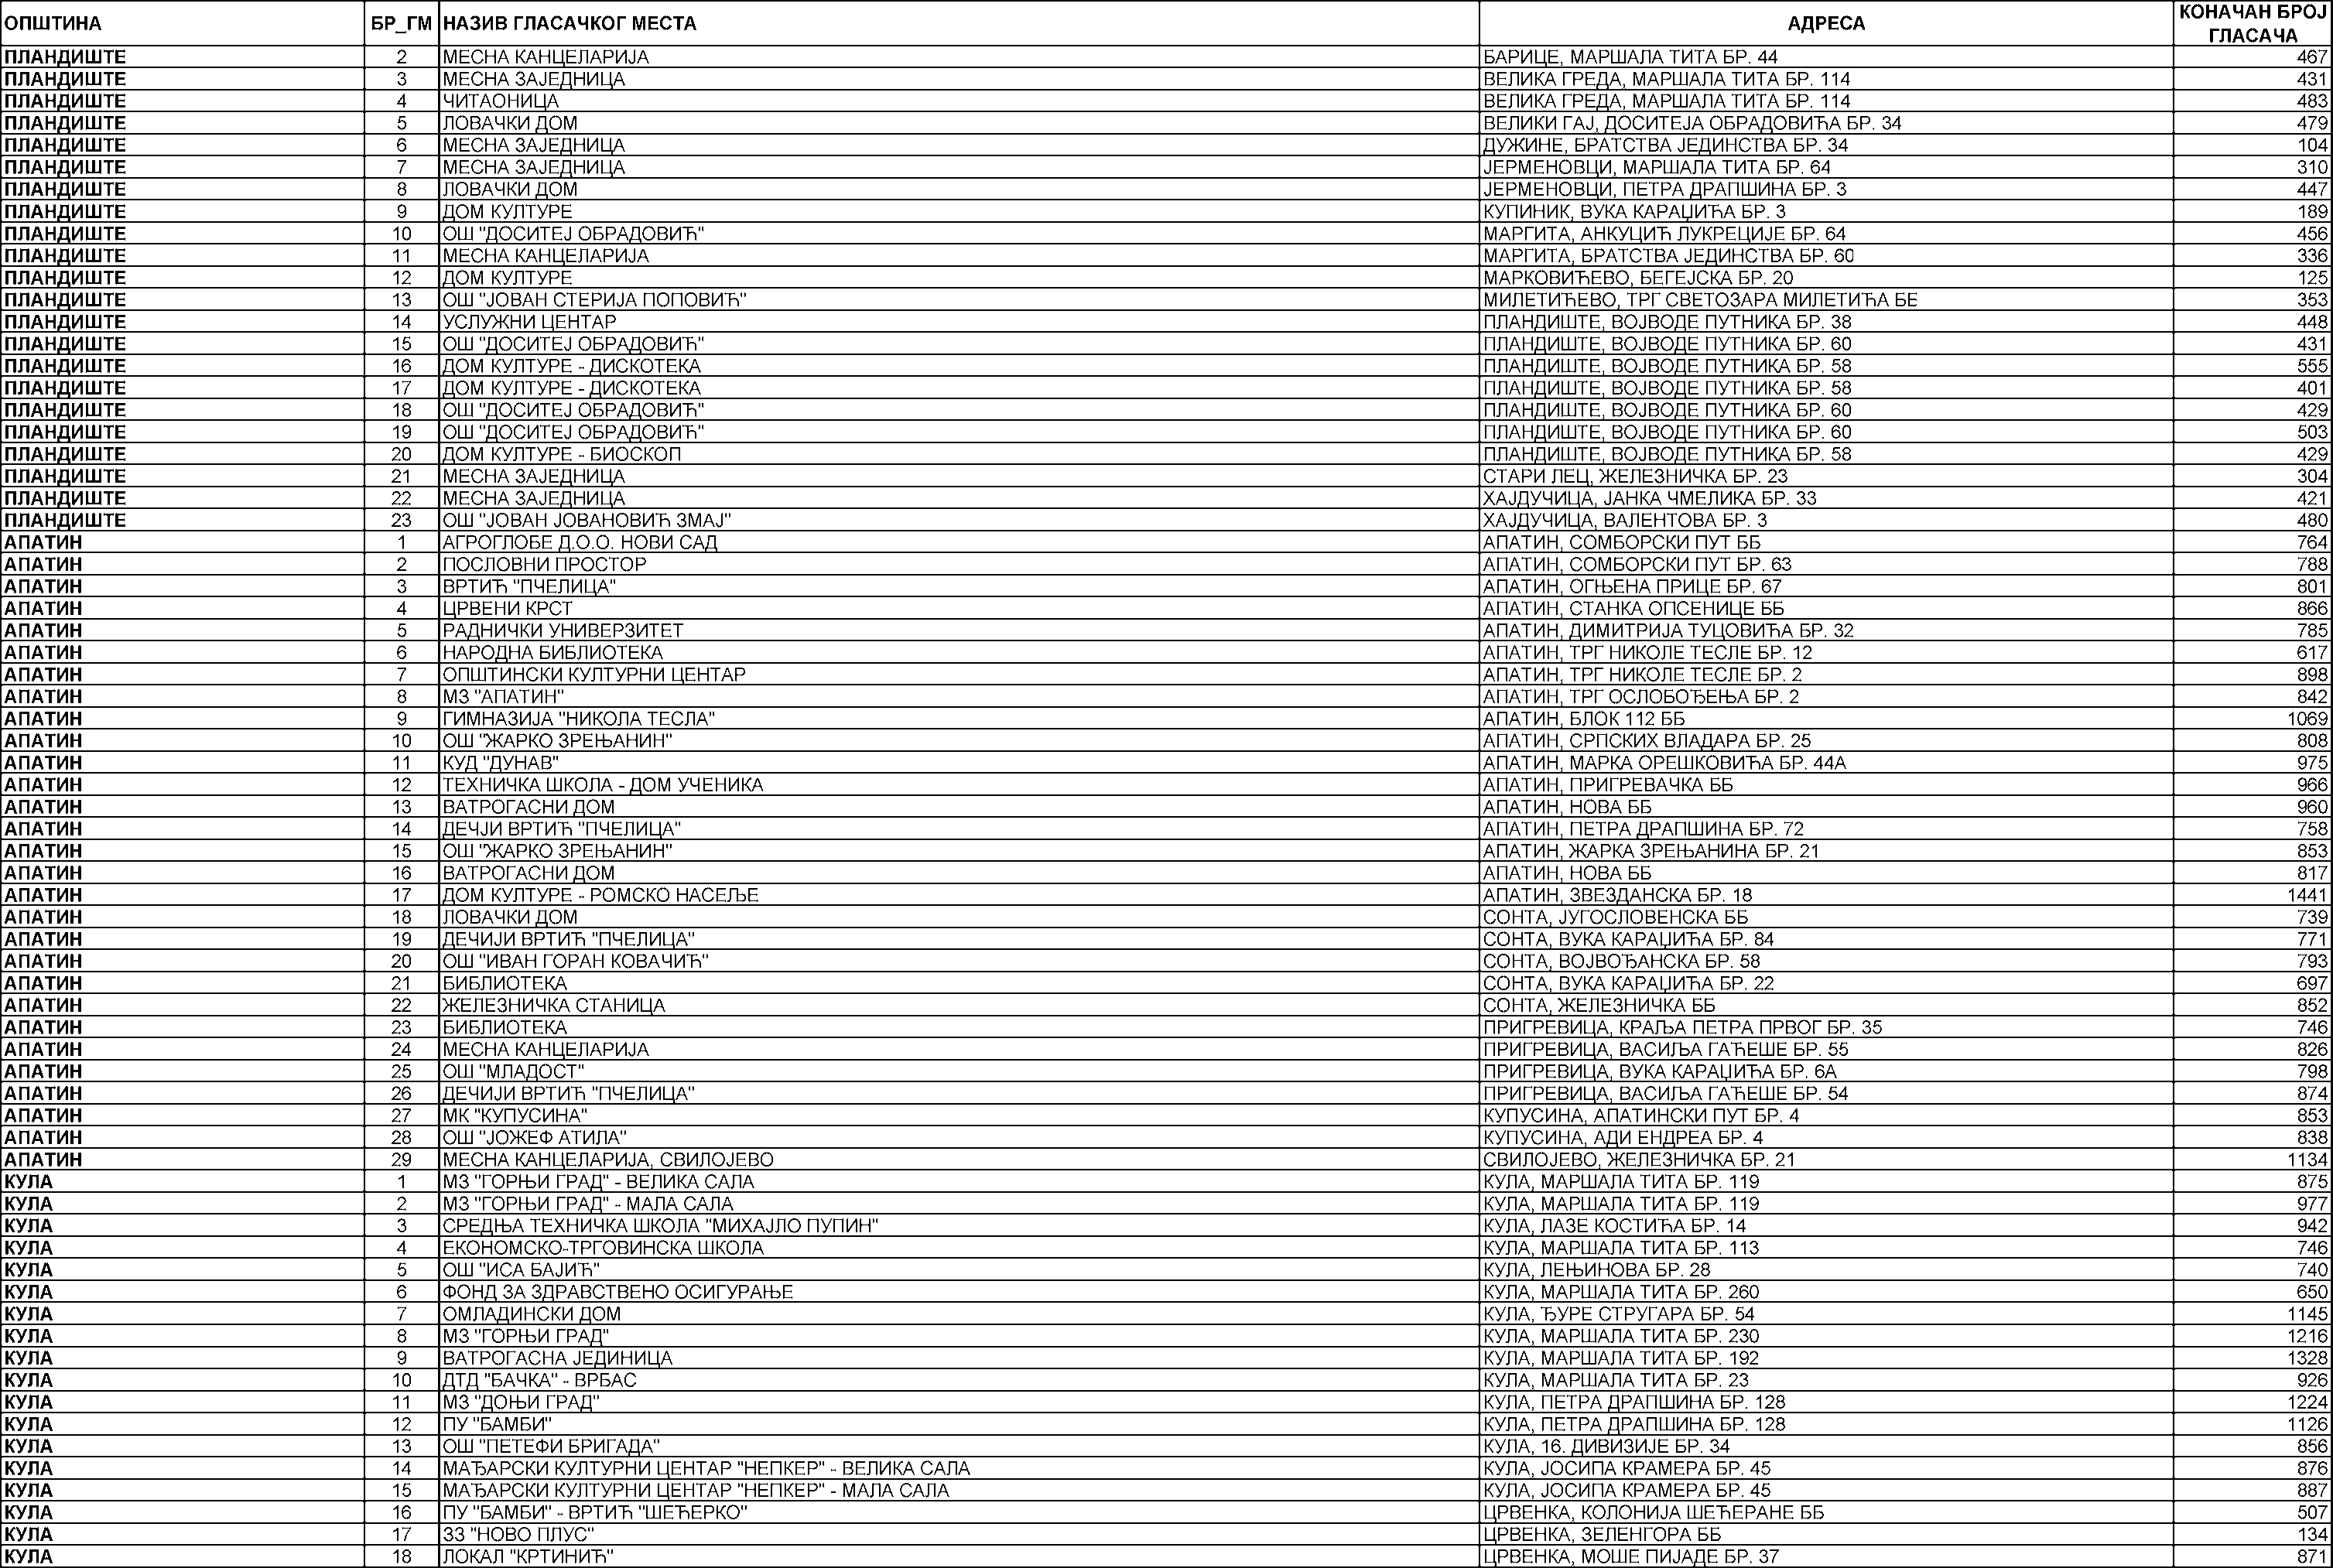 ОПШТИНА БР_ГМ НАЗИВ ГЛАСАЧКОГ МЕСТА АДРЕСА КОНАЧАН БРОЈ ГЛАСАЧА
ПЛАНДИШТЕ 2 МЕСНА КАНЦЕЛАРИЈА БАРИЦЕ, МАРШАЛА ТИТА БР. 44 467
ПЛАНДИШТЕ 3 МЕСНА ЗАЈЕДНИЦА ВЕЛИКА ГРЕДА, МАРШАЛА ТИТА БР. 114 431
ПЛАНДИШТЕ 4 ЧИТАОНИЦА ВЕЛИКА ГРЕДА, МАРШАЛА ТИТА БР. 114 483
ПЛАНДИШТЕ 5 ЛОВАЧКИ ДОМ ВЕЛИКИ ГАЈ, ДОСИТЕЈА ОБРАДОВИЋА БР. 34 479
ПЛАНДИШТЕ 6 МЕСНА ЗАЈЕДНИЦА ДУЖИНЕ, БРАТСТВА ЈЕДИНСТВА БР. 34 104
ПЛАНДИШТЕ 7 МЕСНА ЗАЈЕДНИЦА ЈЕРМЕНОВЦИ, МАРШАЛА ТИТА БР. 64 310
ПЛАНДИШТЕ 8 ЛОВАЧКИ ДОМ ЈЕРМЕНОВЦИ, ПЕТРА ДРАПШИНА БР. 3 447
ПЛАНДИШТЕ 9 ДОМ КУЛТУРЕ КУПИНИК, ВУКА КАРАЏИЋА БР. 3 189
ПЛАНДИШТЕ 10 ОШ "ДОСИТЕЈ ОБРАДОВИЋ" МАРГИТА, АНКУЦИЋ ЛУКРЕЦИЈЕ БР. 64 456
ПЛАНДИШТЕ 11 МЕСНА КАНЦЕЛАРИЈА МАРГИТА, БРАТСТВА ЈЕДИНСТВА БР. 60 336
ПЛАНДИШТЕ 12 ДОМ КУЛТУРЕ МАРКОВИЋЕВО, БЕГЕЈСКА БР. 20 125
ПЛАНДИШТЕ 13 ОШ "ЈОВАН СТЕРИЈА ПОПОВИЋ" МИЛЕТИЋЕВО, ТРГ СВЕТОЗАРА МИЛЕТИЋА БЕ 353
ПЛАНДИШТЕ 14 УСЛУЖНИ ЦЕНТАР ПЛАНДИШТЕ, ВОЈВОДЕ ПУТНИКА БР. 38 448
ПЛАНДИШТЕ 15 ОШ "ДОСИТЕЈ ОБРАДОВИЋ" ПЛАНДИШТЕ, ВОЈВОДЕ ПУТНИКА БР. 60 431
ПЛАНДИШТЕ 16 ДОМ КУЛТУРЕ - ДИСКОТЕКА ПЛАНДИШТЕ, ВОЈВОДЕ ПУТНИКА БР. 58 555
ПЛАНДИШТЕ 17 ДОМ КУЛТУРЕ - ДИСКОТЕКА ПЛАНДИШТЕ, ВОЈВОДЕ ПУТНИКА БР. 58 401
ПЛАНДИШТЕ 18 ОШ "ДОСИТЕЈ ОБРАДОВИЋ" ПЛАНДИШТЕ, ВОЈВОДЕ ПУТНИКА БР. 60 429
ПЛАНДИШТЕ 19 ОШ "ДОСИТЕЈ ОБРАДОВИЋ" ПЛАНДИШТЕ, ВОЈВОДЕ ПУТНИКА БР. 60 503
ПЛАНДИШТЕ 20 ДОМ КУЛТУРЕ - БИОСКОП ПЛАНДИШТЕ, ВОЈВОДЕ ПУТНИКА БР. 58 429
ПЛАНДИШТЕ 21 МЕСНА ЗАЈЕДНИЦА СТАРИ ЛЕЦ, ЖЕЛЕЗНИЧКА БР. 23 304
ПЛАНДИШТЕ 22 МЕСНА ЗАЈЕДНИЦА ХАЈДУЧИЦА, ЈАНКА ЧМЕЛИКА БР. 33 421
ПЛАНДИШТЕ 23 ОШ "ЈОВАН ЈОВАНОВИЋ ЗМАЈ" ХАЈДУЧИЦА, ВАЛЕНТОВА БР. 3 480
АПАТИН 1 АГРОГЛОБЕ Д.О.О. НОВИ САД АПАТИН, СОМБОРСКИ ПУТ ББ 764
АПАТИН 2 ПОСЛОВНИ ПРОСТОР АПАТИН, СОМБОРСКИ ПУТ БР. 63 788
АПАТИН 3 ВРТИЋ "ПЧЕЛИЦА" АПАТИН, ОГЊЕНА ПРИЦЕ БР. 67 801
АПАТИН 4 ЦРВЕНИ КРСТ АПАТИН, СТАНКА ОПСЕНИЦЕ ББ 866
АПАТИН 5 РАДНИЧКИ УНИВЕРЗИТЕТ АПАТИН, ДИМИТРИЈА ТУЦОВИЋА БР. 32 785
АПАТИН 6 НАРОДНА БИБЛИОТЕКА АПАТИН, ТРГ НИКОЛЕ ТЕСЛЕ БР. 12 617
АПАТИН 7 ОПШТИНСКИ КУЛТУРНИ ЦЕНТАР АПАТИН, ТРГ НИКОЛЕ ТЕСЛЕ БР. 2 898
АПАТИН 8 МЗ "АПАТИН" АПАТИН, ТРГ ОСЛОБОЂЕЊА БР. 2 842
АПАТИН 9 ГИМНАЗИЈА "НИКОЛА ТЕСЛА" АПАТИН, БЛОК 112 ББ 1069
АПАТИН 10 ОШ "ЖАРКО ЗРЕЊАНИН" АПАТИН, СРПСКИХ ВЛАДАРА БР. 25 808
АПАТИН 11 КУД "ДУНАВ" АПАТИН, МАРКА ОРЕШКОВИЋА БР. 44А 975
АПАТИН 12 ТЕХНИЧКА ШКОЛА - ДОМ УЧЕНИКА АПАТИН, ПРИГРЕВАЧКА ББ 966
АПАТИН 13 ВАТРОГАСНИ ДОМ АПАТИН, НОВА ББ 960
АПАТИН 14 ДЕЧЈИ ВРТИЋ "ПЧЕЛИЦА" АПАТИН, ПЕТРА ДРАПШИНА БР. 72 758
АПАТИН 15 ОШ "ЖАРКО ЗРЕЊАНИН" АПАТИН, ЖАРКА ЗРЕЊАНИНА БР. 21 853
АПАТИН 16 ВАТРОГАСНИ ДОМ АПАТИН, НОВА ББ 817
АПАТИН 17 ДОМ КУЛТУРЕ - РОМСКО НАСЕЉЕ АПАТИН, ЗВЕЗДАНСКА БР. 18 1441
АПАТИН 18 ЛОВАЧКИ ДОМ СОНТА, ЈУГОСЛОВЕНСКА ББ 739
АПАТИН 19 ДЕЧИЈИ ВРТИЋ "ПЧЕЛИЦА" СОНТА, ВУКА КАРАЏИЋА БР. 84 771
АПАТИН 20 ОШ "ИВАН ГОРАН КОВАЧИЋ" СОНТА, ВОЈВОЂАНСКА БР. 58 793
АПАТИН 21 БИБЛИОТЕКА СОНТА, ВУКА КАРАЏИЋА БР. 22 697
АПАТИН 22 ЖЕЛЕЗНИЧКА СТАНИЦА СОНТА, ЖЕЛЕЗНИЧКА ББ 852
АПАТИН 23 БИБЛИОТЕКА ПРИГРЕВИЦА, КРАЉА ПЕТРА ПРВОГ БР. 35 746
АПАТИН 24 МЕСНА КАНЦЕЛАРИЈА ПРИГРЕВИЦА, ВАСИЉА ГАЋЕШЕ БР. 55 826
АПАТИН 25 ОШ "МЛАДОСТ" ПРИГРЕВИЦА, ВУКА КАРАЏИЋА БР. 6А 798
АПАТИН 26 ДЕЧИЈИ ВРТИЋ "ПЧЕЛИЦА" ПРИГРЕВИЦА, ВАСИЉА ГАЋЕШЕ БР. 54 874
АПАТИН 27 МК "КУПУСИНА" КУПУСИНА, АПАТИНСКИ ПУТ БР. 4 853
АПАТИН 28 ОШ "ЈОЖЕФ АТИЛА" КУПУСИНА, АДИ ЕНДРЕА БР. 4 838
АПАТИН 29 МЕСНА КАНЦЕЛАРИЈА, СВИЛОЈЕВО СВИЛОЈЕВО, ЖЕЛЕЗНИЧКА БР. 21 1134
КУЛА 1 МЗ "ГОРЊИ ГРАД" - ВЕЛИКА САЛА КУЛА, МАРШАЛА ТИТА БР. 119 875
КУЛА 2 МЗ "ГОРЊИ ГРАД" - МАЛА САЛА КУЛА, МАРШАЛА ТИТА БР. 119 977
КУЛА 3 СРЕДЊА ТЕХНИЧКА ШКОЛА "МИХАЈЛО ПУПИН" КУЛА, ЛАЗЕ КОСТИЋА БР. 14 942
КУЛА 4 ЕКОНОМСКО-ТРГОВИНСКА ШКОЛА КУЛА, МАРШАЛА ТИТА БР. 113 746
КУЛА 5 ОШ "ИСА БАЈИЋ" КУЛА, ЛЕЊИНОВА БР. 28 740
КУЛА 6 ФОНД ЗА ЗДРАВСТВЕНО ОСИГУРАЊЕ КУЛА, МАРШАЛА ТИТА БР. 260 650
КУЛА 7 ОМЛАДИНСКИ ДОМ КУЛА, ЂУРЕ СТРУГАРА БР. 54 1145
КУЛА 8 МЗ "ГОРЊИ ГРАД" КУЛА, МАРШАЛА ТИТА БР. 230 1216
КУЛА 9 ВАТРОГАСНА ЈЕДИНИЦА КУЛА, МАРШАЛА ТИТА БР. 192 1328
КУЛА 10 ДТД "БАЧКА" - ВРБАС КУЛА, МАРШАЛА ТИТА БР. 23 926
КУЛА 11 МЗ "ДОЊИ ГРАД" КУЛА, ПЕТРА ДРАПШИНА БР. 128 1224
КУЛА 12 ПУ "БАМБИ" КУЛА, ПЕТРА ДРАПШИНА БР. 128 1126
КУЛА 13 ОШ "ПЕТЕФИ БРИГАДА" КУЛА, 16. ДИВИЗИЈЕ БР. 34 856
КУЛА 14 МАЂАРСКИ КУЛТУРНИ ЦЕНТАР "НЕПКЕР" - ВЕЛИКА САЛА КУЛА, ЈОСИПА КРАМЕРА БР. 45 876
КУЛА 15 МАЂАРСКИ КУЛТУРНИ ЦЕНТАР "НЕПКЕР" - МАЛА САЛА КУЛА, ЈОСИПА КРАМЕРА БР. 45 887
КУЛА 16 ПУ "БАМБИ" - ВРТИЋ "ШЕЋЕРКО" ЦРВЕНКА, КОЛОНИЈА ШЕЋЕРАНЕ ББ 507
КУЛА 17 ЗЗ "НОВО ПЛУС" ЦРВЕНКА, ЗЕЛЕНГОРА ББ 134
КУЛА 18 ЛОКАЛ "КРТИНИЋ" ЦРВЕНКА, МОШЕ ПИЈАДЕ БР. 37 871